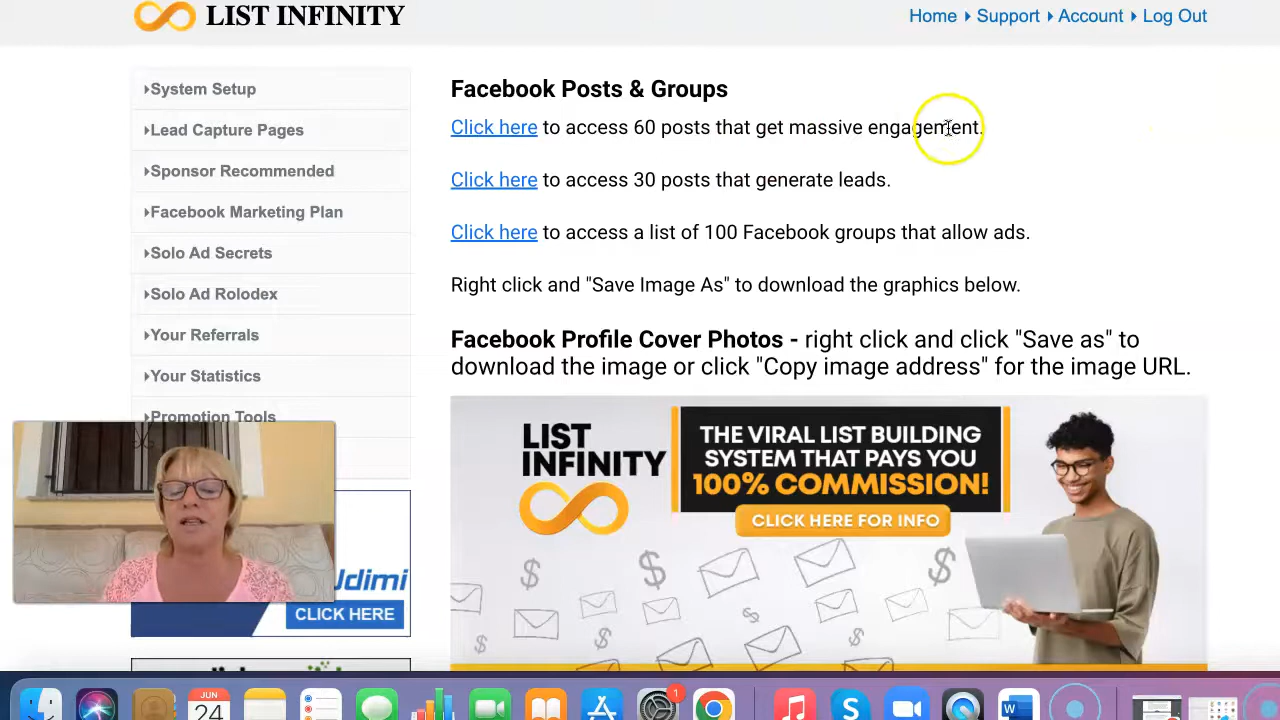 LIST INFINITY
Home Support Account Log Out
System Setup
Lead Capture Pages
Sponsor Recommended
Facebook Marketing Plan
Solo Ad Secrets
Solo Ad Rolodex
Your Referrals
Your Statistics
Promotion Tools
CLICK HERE
Facebook Posts & Groups
Click here to access 60 posts that get massive engagement.
Click here to access 30 posts that generate leads.
Click here to access a list of 100 Facebook groups that allow ads.
Right click and "Save Image As" to download the graphics below.
Facebook Profile Cover Photos - right click and click "Save as" to
download the image or click "Copy image address" for the image URL.
LIST
INFINITY
THE VIRAL LIST BUILDING
SYSTEM THAT PAYS YOU
100% COMMISSION!
CLICK HERE FOR INFO
JUN
24
1